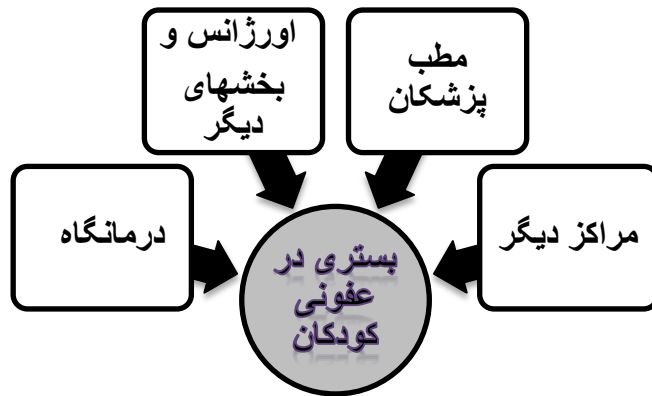 مطب
پزشکان
اورژانس و
بخشهای
دیگر
مراکز دیگر
درمانگاه
بستری در
عفونی
کودکان